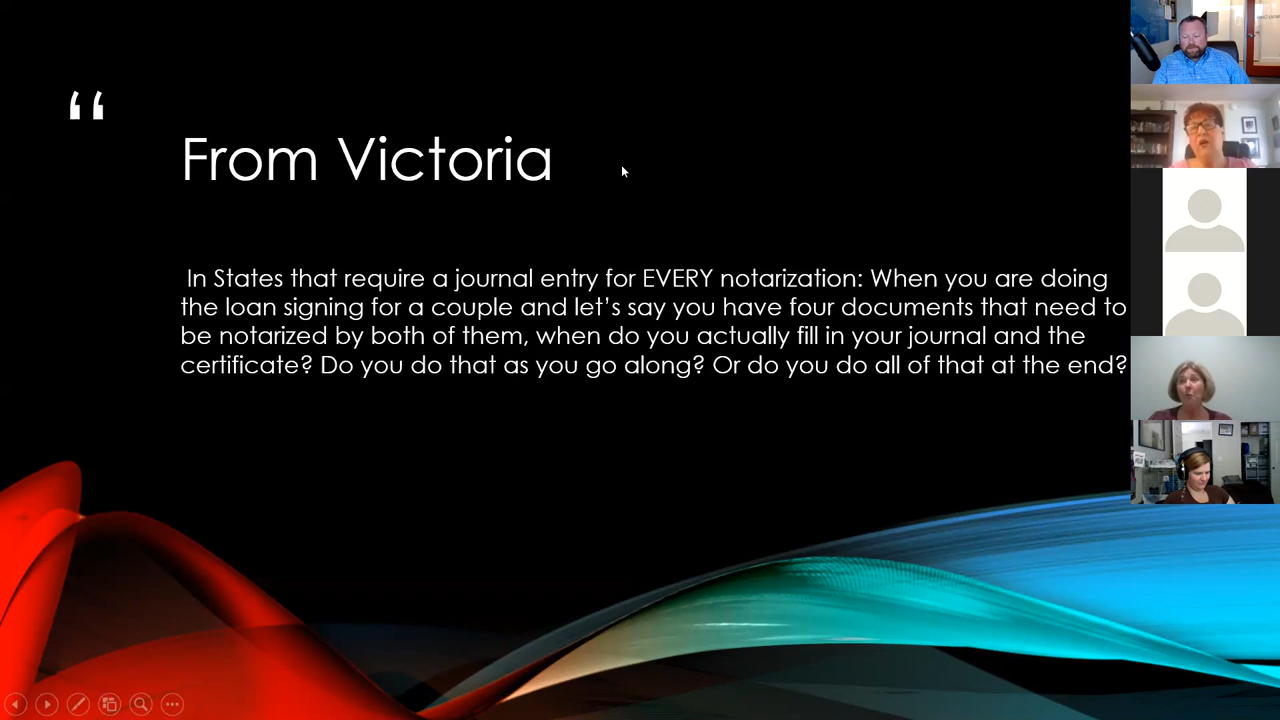 “
From Victoria
In States that require a journal entry for EVERY notarization: When you are doing
the loan signing for a couple and let’s say you have four documents that need to
be notarized by both of them, when do you actually fill in your journal and the
certificate? Do you do that as you go along? Or do you do all of that at the end?